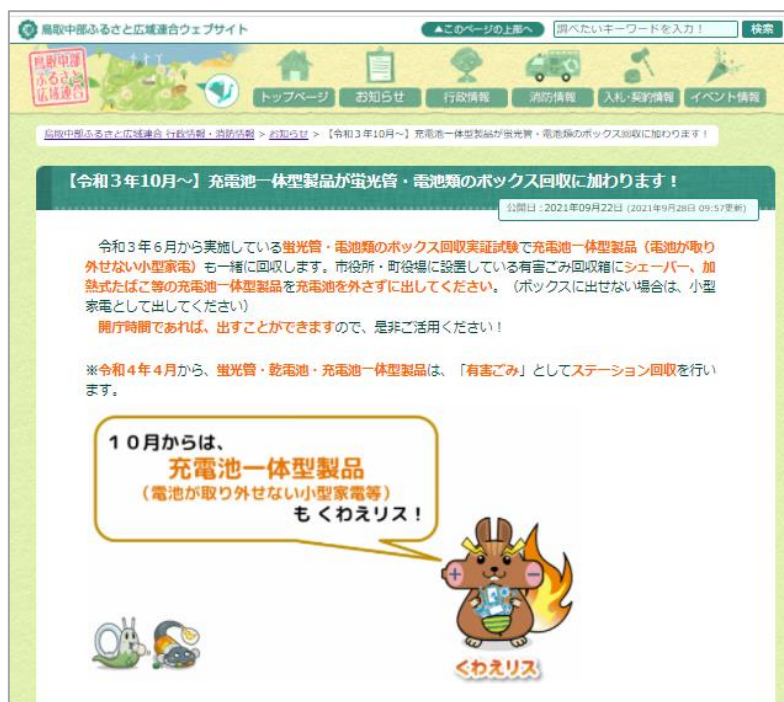 鳥取中部ふるさと広域連合ウェブサイト
▲このページの上部へ
調べたいキーワードを入力！
検索
鳥取中部
ふるさと
広域連合
トップページ
お知らせ
行政情報
消防情報
入札・契約情報
イベント情報
鳥取中部ふるさと広域連合 行政情報・消防情報 > お知らせ > 【令和３年10月～】充電池一体型製品が蛍光管・電池類のボックス回収に加わります！
【令和３年10月～】充電池一体型製品が蛍光管・電池類のボックス回収に加わります！
公開日：2021年09月22日 (2021年9月28日 09:57更新)
令和３年６月から実施している蛍光管・電池類のボックス回収実証試験で充電池一体型製品（電池が取り
外せない小型家電）も一緒に回収します。市役所・町役場に設置している有害ごみ回収箱にシェーバー、加
熱式たばこ等の充電池一体型製品を充電池を外さずに出してください。（ボックスに出せない場合は、小型
家電として出してください）
開庁時間であれば、出すことができますので、是非ご活用ください！
※令和４年４月から、蛍光管・乾電池・充電池一体型製品は、「有害ごみ」としてステーション回収を行い
ます。
１０月からは、
充電池一体型製品
（電池が取り外せない小型家電等）
も くわえリス！
+
−
くわえリス